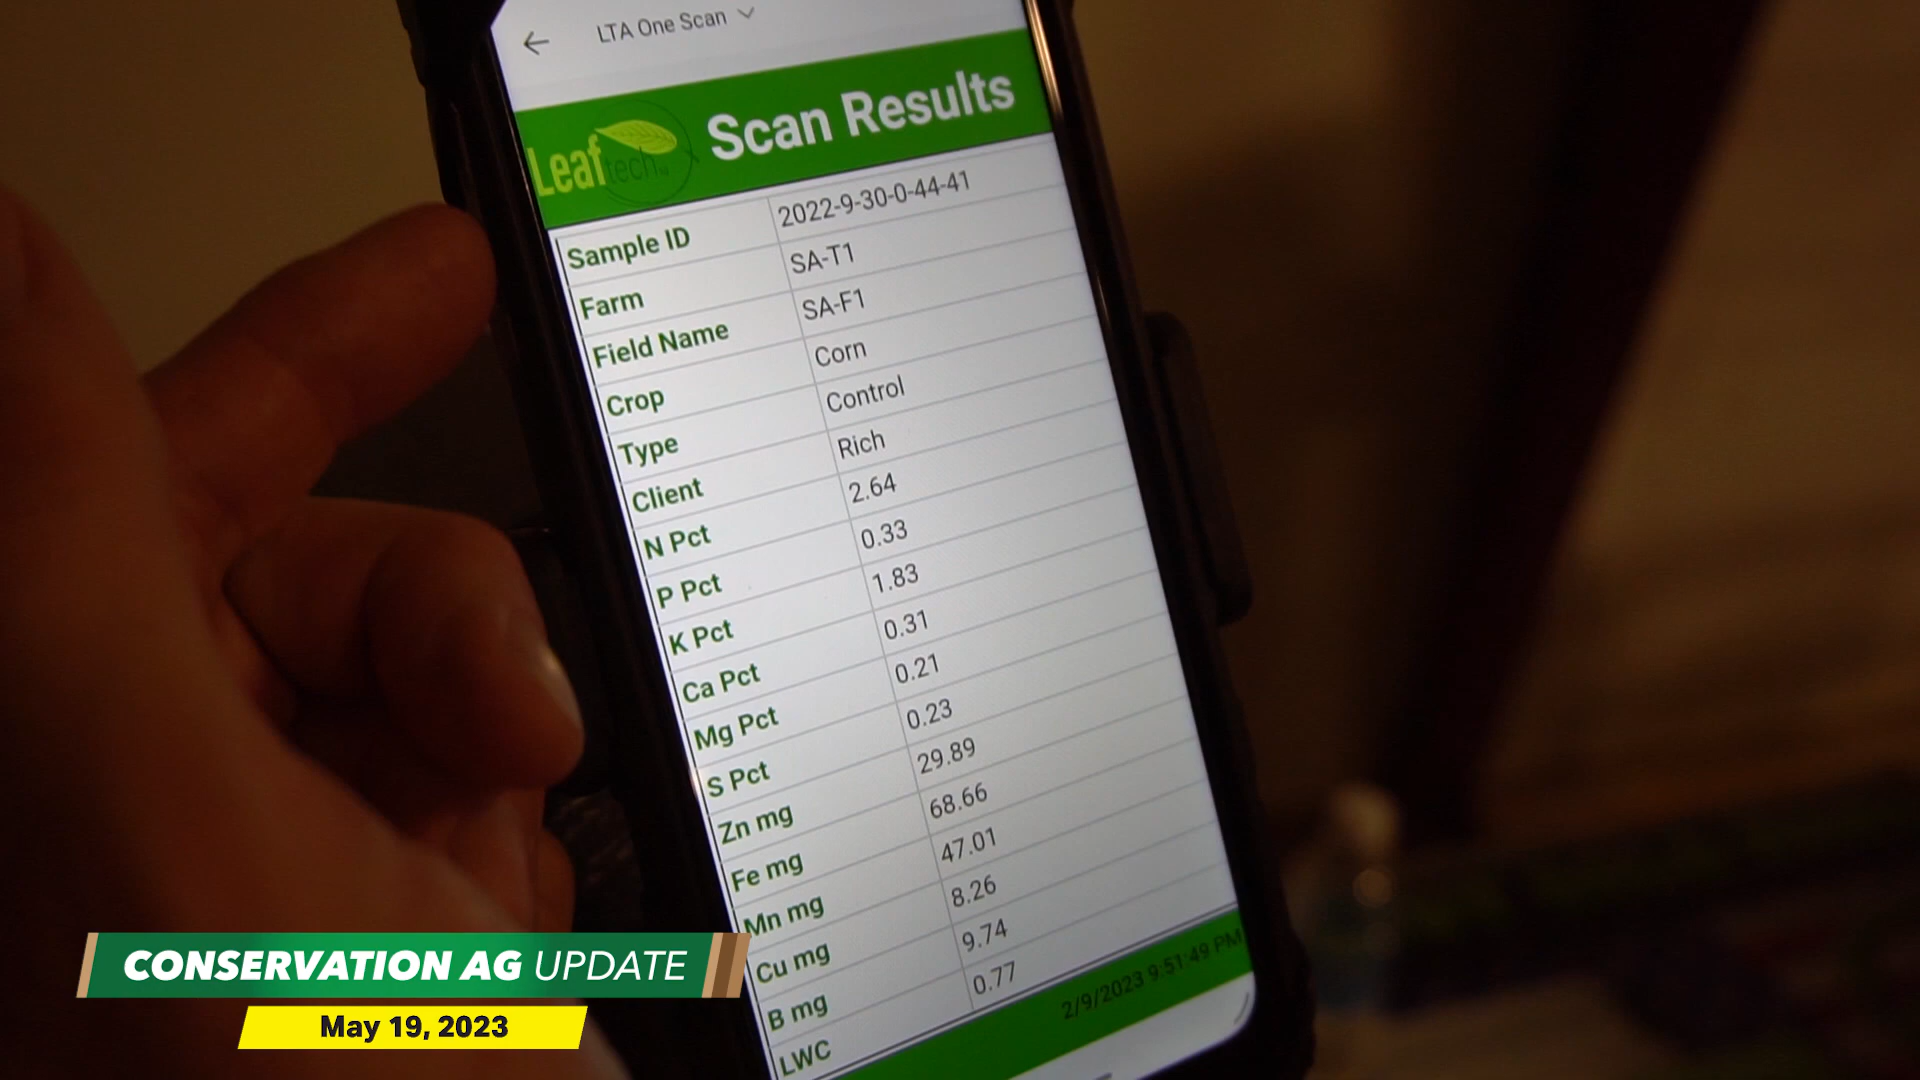 LTA One Scan
Leaftech
Scan Results
Sample ID 2022-9-30-0-44-41
Farm SA-T1
Field Name SA-F1
Crop Corn
Type Control
Client Rich
N Pct 2.64
P Pct 0.33
K Pct 1.83
Ca Pct 0.31
Mg Pct 0.21
S Pct 0.23
Zn mg 29.89
Fe mg 68.66
Mn mg 47.01
Cu mg 8.26
B mg 9.74
LWC 0.77
2/9/2023 9:51:49 PM
CONSERVATION AG UPDATE
May 19, 2023